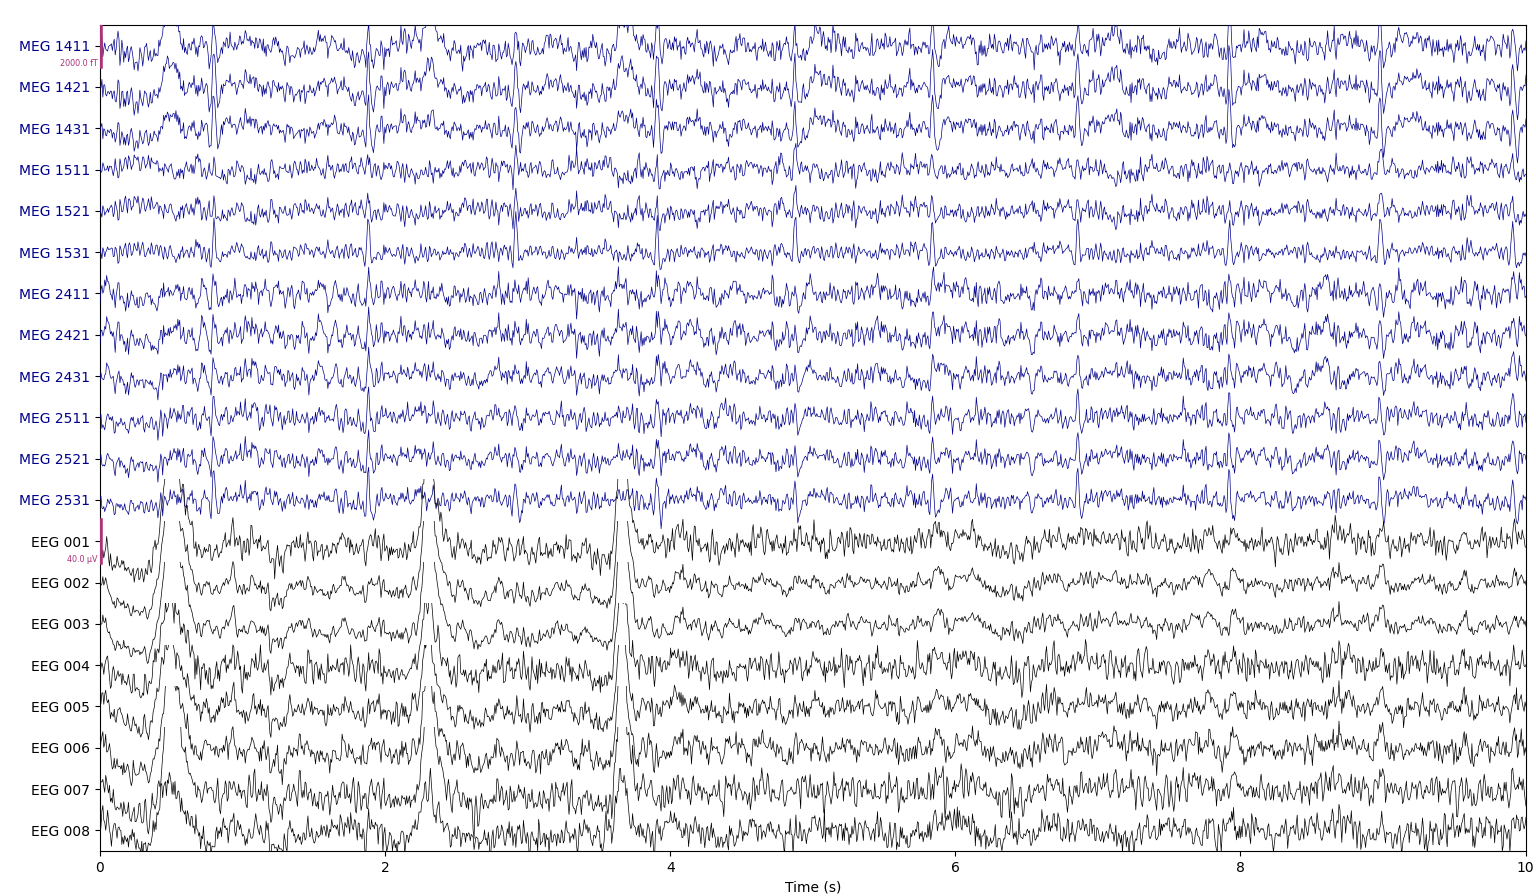 MEG 1411
2000.0 fT
MEG 1421
MEG 1431
MEG 1511
MEG 1521
MEG 1531
MEG 2411
MEG 2421
MEG 2431
MEG 2511
MEG 2521
MEG 2531
EEG 001
40.0 µV
EEG 002
EEG 003
EEG 004
EEG 005
EEG 006
EEG 007
EEG 008
0 2 4 6 8 10
Time (s)